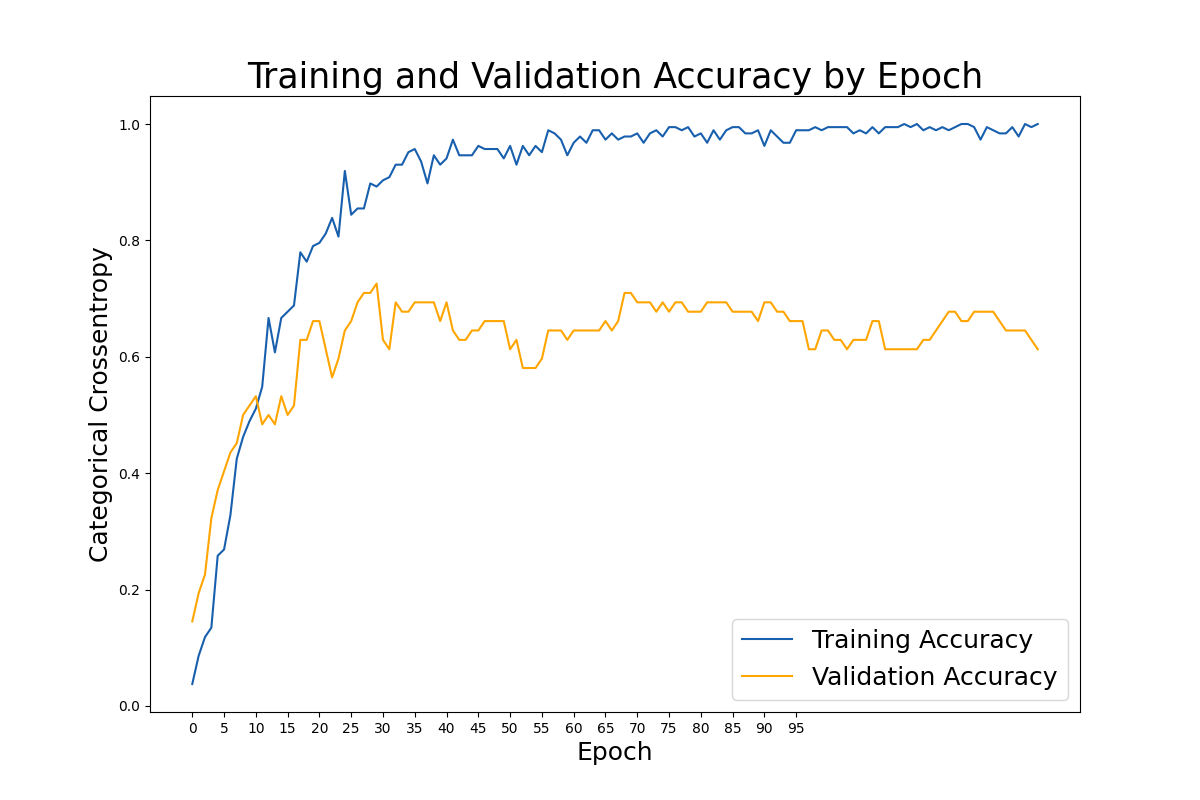 Training and Validation Accuracy by Epoch
Categorical Crossentropy
1.0
0.8
0.6
0.4
0.2
0.0
Training Accuracy
Validation Accuracy
0 5 10 15 20 25 30 35 40 45 50 55 60 65 70 75 80 85 90 95
Epoch